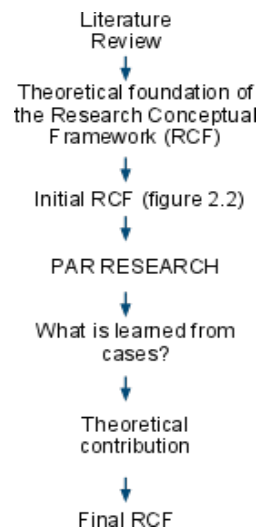 Literature
Review
Theoretical foundation of
the Research Conceptual
Framework (RCF)
Initial RCF (figure 2.2)
PAR RESEARCH
What is learned from
cases?
Theoretical
contribution
Final RCF